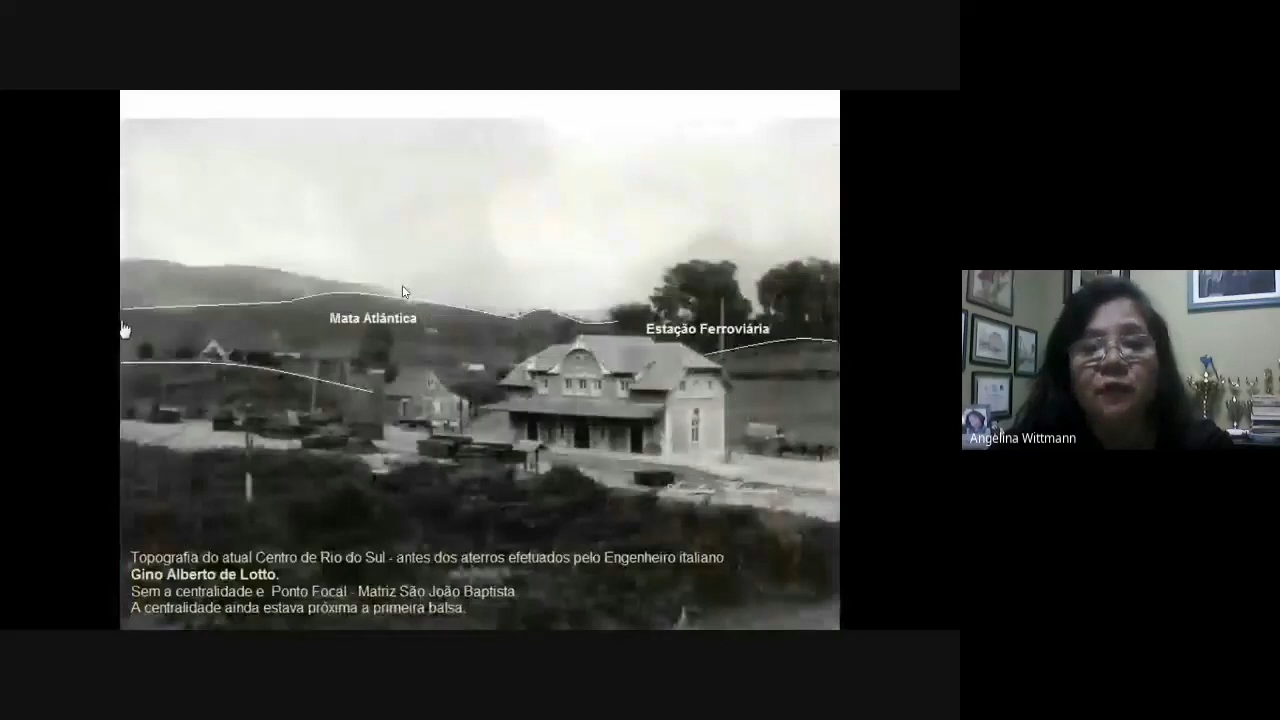 Mata Atlântica
Estação Ferroviária
Topografia do atual Centro de Rio do Sul - antes dos aterros efetuados pelo Engenheiro italiano
Gino Alberto de Lotto.
Sem a centralidade e Ponto Focal - Matriz São João Baptista
A centralidade ainda estava próxima a primeira balsa.
Angelina Wittmann